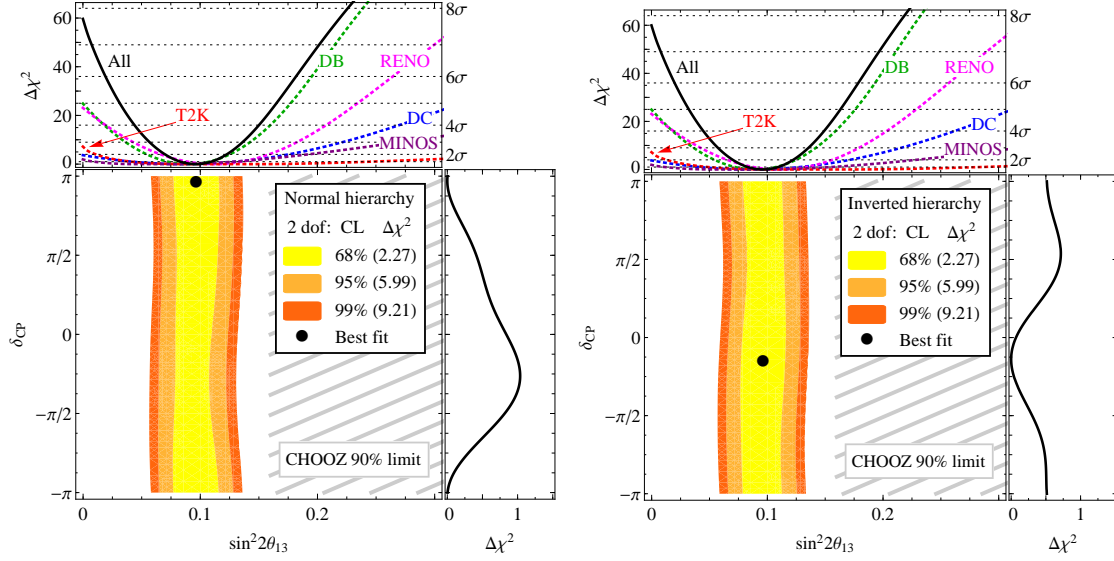 8σ
60
All
DB
RENO
Δχ²
40
6σ
T2K
20
DC
4σ
MINOS
0
2σ
π
Normal hierarchy
2 dof: CL Δχ²
π/2
68% (2.27)
95% (5.99)
99% (9.21)
δCP
0
Best fit
−π/2
CHOOZ 90% limit
−π
0 0.1 0.2 0 1
sin²2θ₁₃ Δχ²
8σ
60
All
DB
RENO
Δχ²
40
6σ
T2K
20
DC
4σ
MINOS
0
2σ
π
Inverted hierarchy
2 dof: CL Δχ²
π/2
68% (2.27)
95% (5.99)
99% (9.21)
δCP
0
Best fit
−π/2
CHOOZ 90% limit
−π
0 0.1 0.2 0 1
sin²2θ₁₃ Δχ²